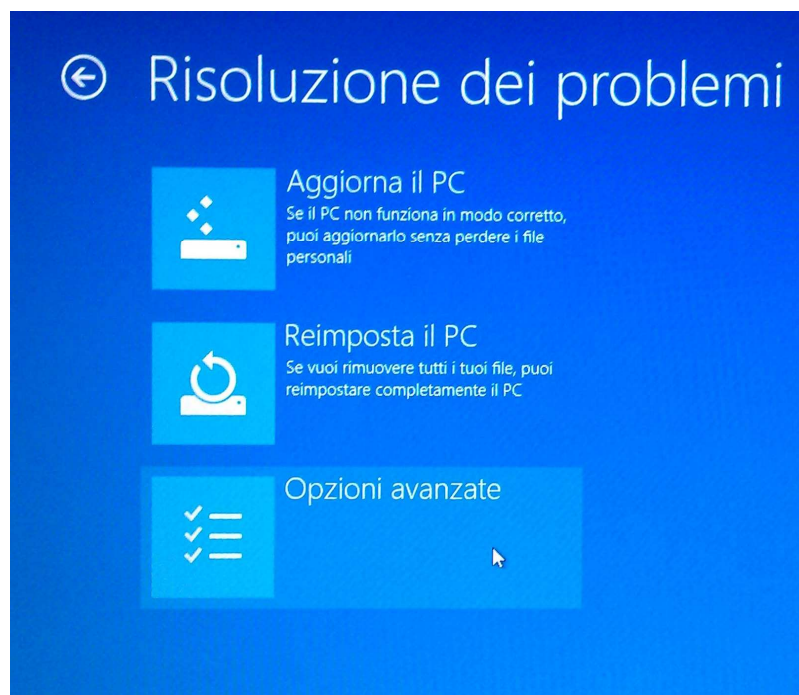 Risoluzione dei problemi
Aggiorna il PC
Se il PC non funziona in modo corretto,
puoi aggiornarlo senza perdere i file
personali
Reimposta il PC
Se vuoi rimuovere tutti i tuoi file, puoi
reimpostare completamente il PC
Opzioni avanzate